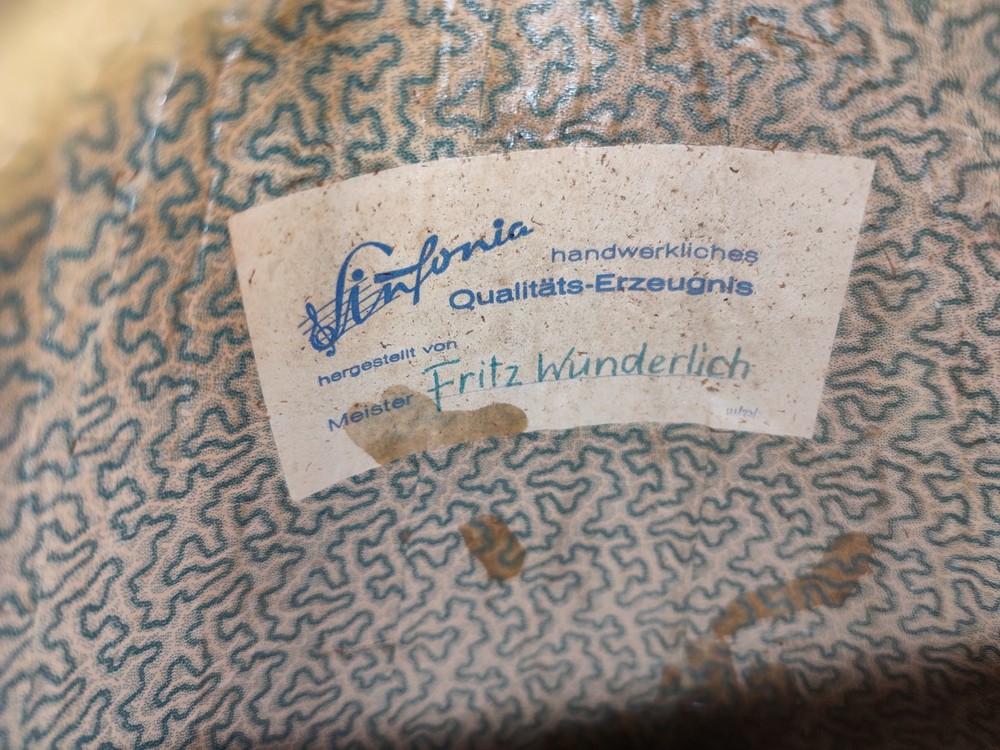 Sinfonia
handwerkliches
Qualitäts-Erzeugnis
hergestellt von
Meister Fritz Wunderlich